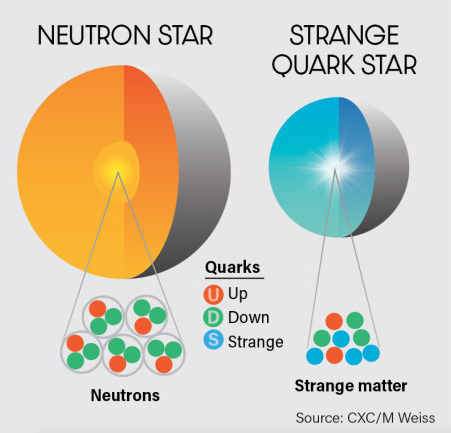 NEUTRON STAR
STRANGE
QUARK STAR
Quarks
U Up
D Down
S Strange
Neutrons
Strange matter
Source: CXC/M Weiss